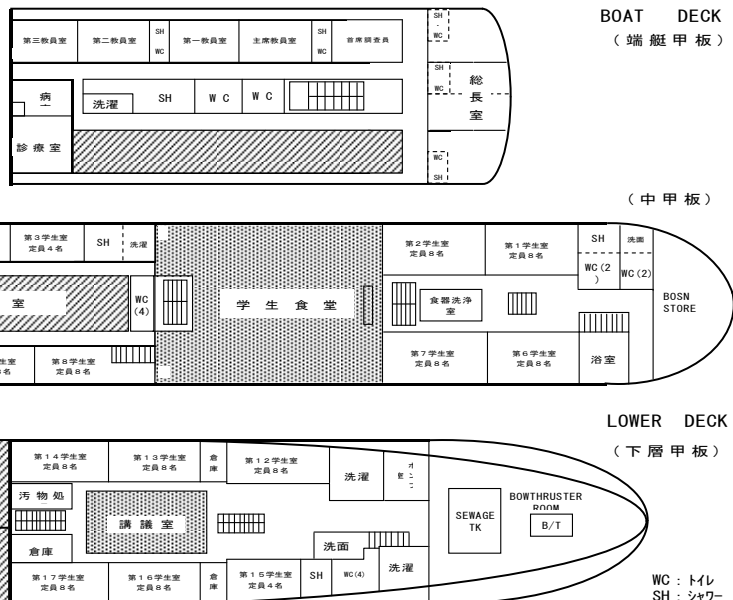 BOAT DECK
(端艇甲板)
第三教員室
第二教員室
SH
WC
第一教員室
主席教員室
SH
WC
首席調査員
SH
WC
病
洗濯
SH
WC
WC
SH
WC
総長室
診療室
WC
SH
(中甲板)
第3学生室
定員4名
SH
洗濯
第2学生室
定員8名
第1学生室
定員8名
SH
洗面
WC(2)
WC(2)
室
WC
(4)
学生食堂
食器洗浄
室
BOSN
STORE
生室
8名
第8学生室
定員8名
第7学生室
定員8名
第6学生室
定員8名
浴室
LOWER DECK
(下層甲板)
第14学生室
定員8名
第13学生室
定員8名
倉庫
第12学生室
定員8名
洗濯
汚物処
講議室
SEWAGE
TK
BOWTHRUSTER
ROOM
B/T
倉庫
洗面
第17学生室
定員8名
第16学生室
定員8名
倉庫
第15学生室
定員4名
SH
WC(4)
洗濯
WC : トイレ
SH : シャワー